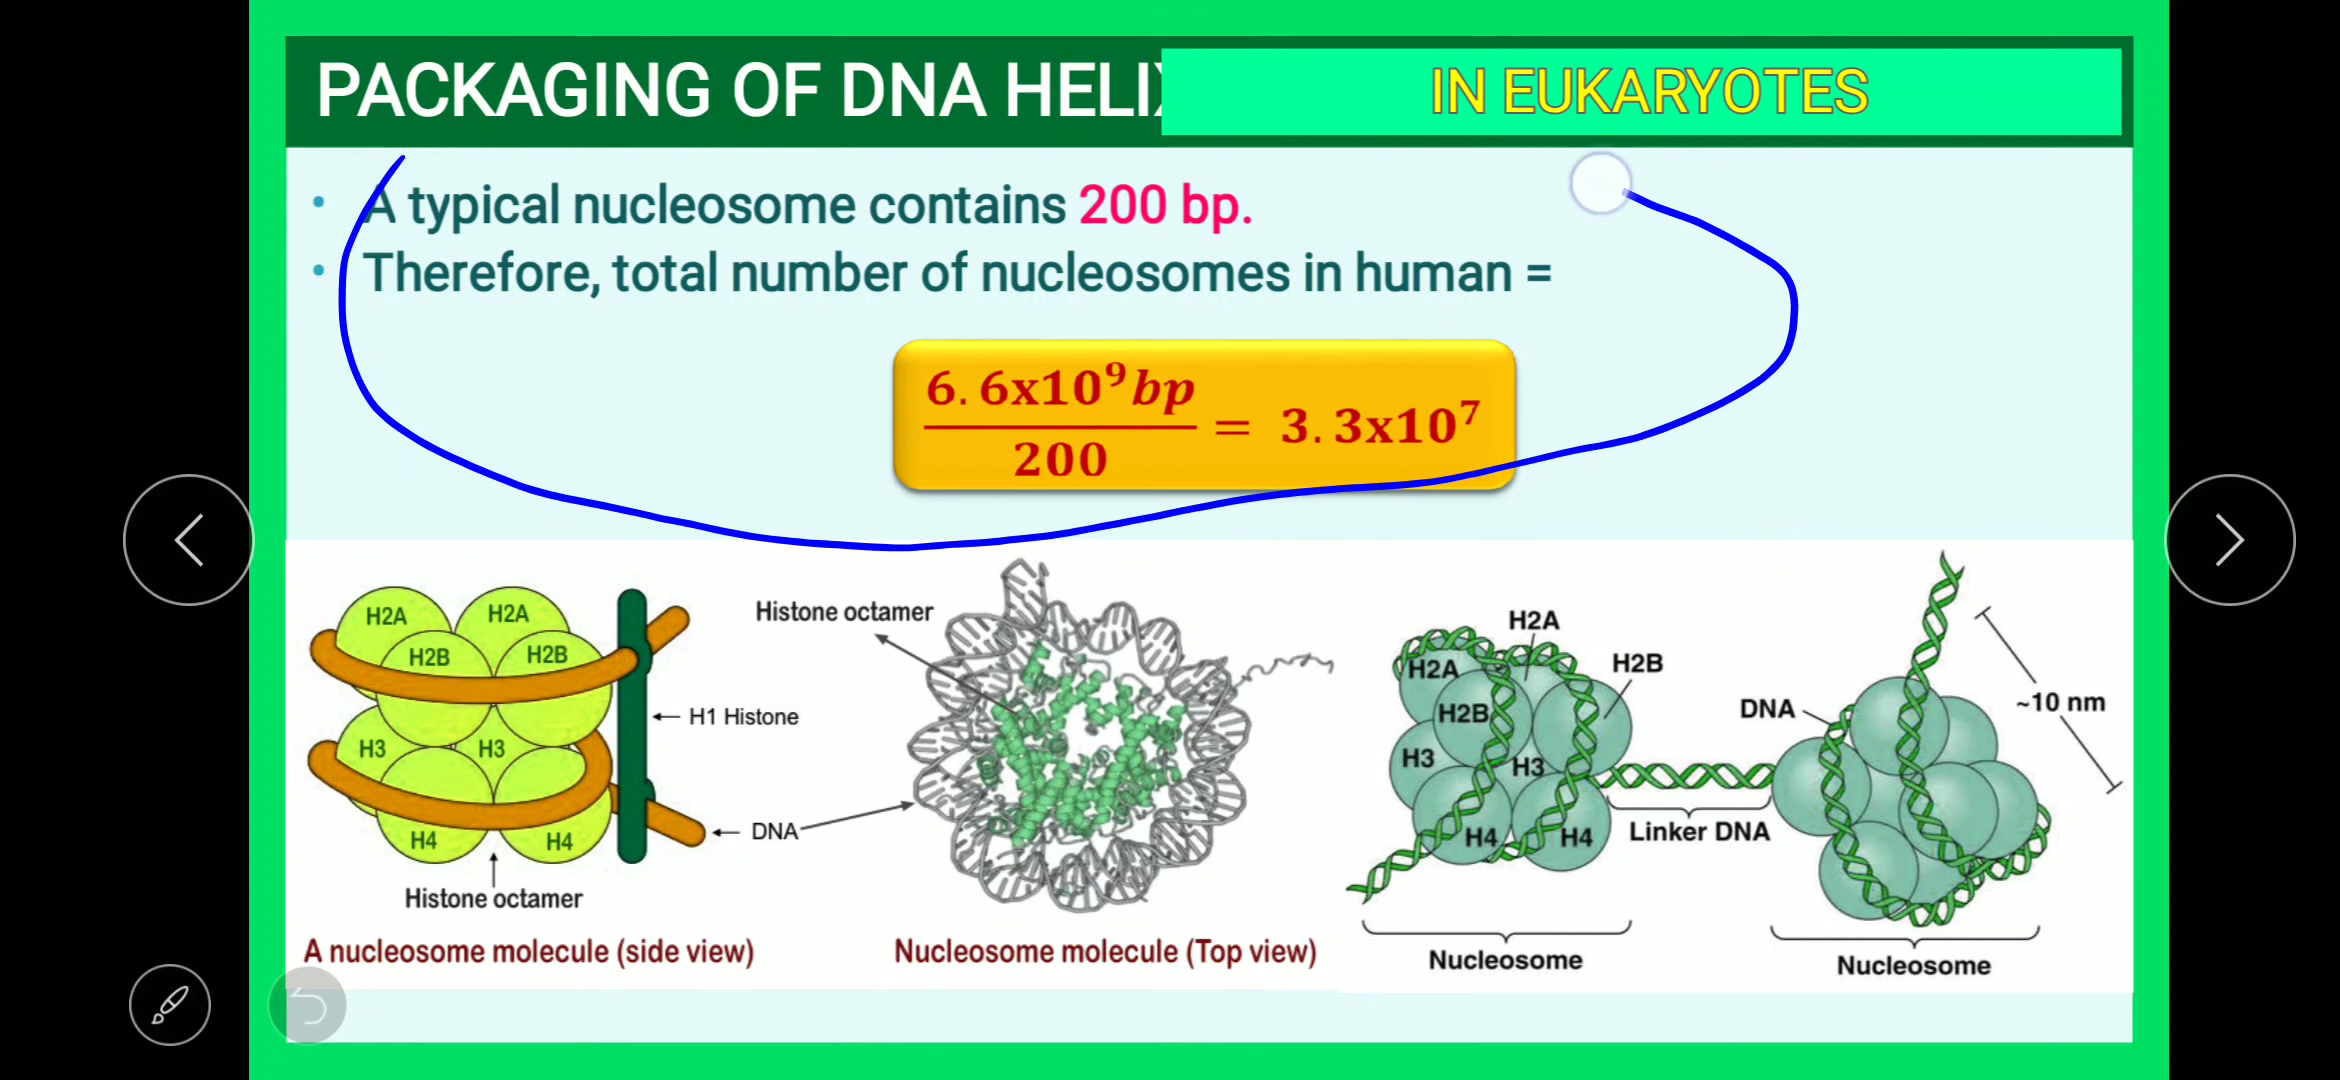 PACKAGING OF DNA HELIX
IN EUKARYOTES
• A typical nucleosome contains 200 bp.
• Therefore, total number of nucleosomes in human =
6.6x10⁹bp
200
= 3.3x10⁷
H2A
H2A
H2B
H2B
H3
H3
H4
H4
H1 Histone
DNA
Histone octamer
A nucleosome molecule (side view)
Histone octamer
Nucleosome molecule (Top view)
H2A
H2A
H2B
H2B
H3
H3
H4
H4
Linker DNA
DNA
~10 nm
Nucleosome
Nucleosome